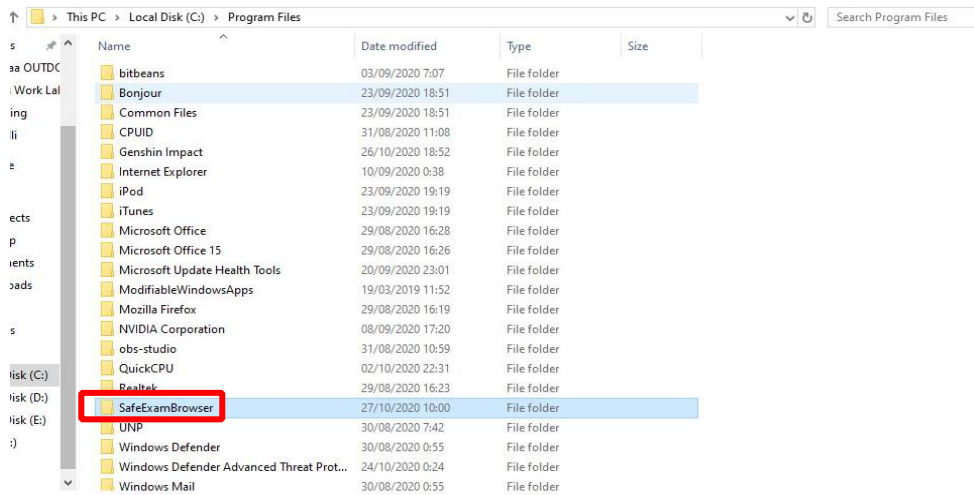 This PC > Local Disk (C:) > Program Files
Search Program Files
Name Date modified Type Size
bitbeans 03/09/2020 7:07 File folder
aa OUTDC
Bonjour 23/09/2020 18:51 File folder
Work Lal
Common Files 23/09/2020 18:51 File folder
ing
CPUID 31/08/2020 11:08 File folder
Genshin Impact 26/10/2020 18:52 File folder
Internet Explorer 10/09/2020 0:38 File folder
iPod 23/09/2020 19:19 File folder
iTunes 23/09/2020 19:19 File folder
ects
Microsoft Office 29/08/2020 16:28 File folder
Microsoft Office 15 29/08/2020 16:26 File folder
Microsoft Update Health Tools 20/09/2020 23:01 File folder
ents
ModifiableWindowsApps 19/03/2019 11:52 File folder
oads
Mozilla Firefox 29/08/2020 16:19 File folder
NVIDIA Corporation 08/09/2020 17:20 File folder
s
obs-studio 31/08/2020 10:59 File folder
QuickCPU 02/10/2020 22:31 File folder
isk (C:)
Realtek 29/08/2020 16:23 File folder
isk (D:)
SafeExamBrowser 27/10/2020 10:00 File folder
isk (E:)
UNP 30/08/2020 7:42 File folder
:)
Windows Defender 30/08/2020 0:55 File folder
Windows Defender Advanced Threat Prot... 24/10/2020 0:24 File folder
Windows Mail 30/08/2020 0:55 File folder